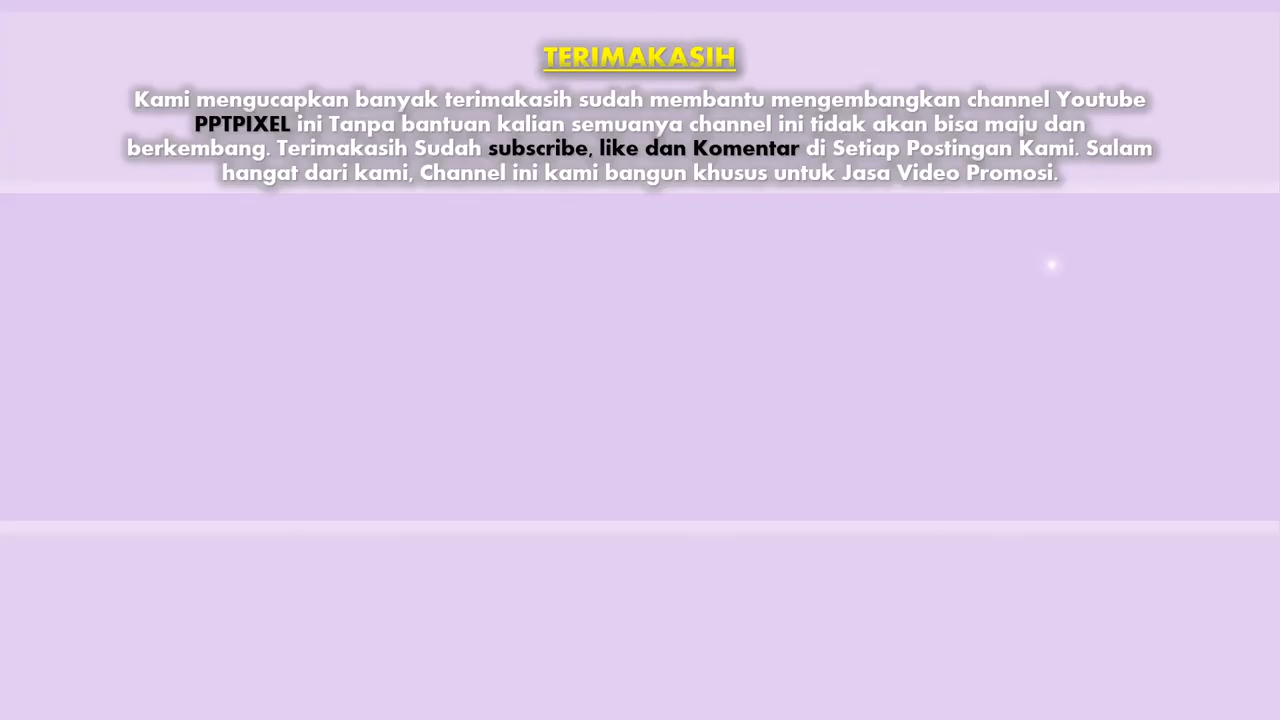 TERIMAKASIH
Kami mengucapkan banyak terimakasih sudah membantu mengembangkan channel Youtube
PPTPIXEL ini Tanpa bantuan kalian semuanya channel ini tidak akan bisa maju dan
berkembang. Terimakasih Sudah subscribe, like dan Komentar di Setiap Postingan Kami. Salam
hangat dari kami, Channel ini kami bangun khusus untuk Jasa Video Promosi.